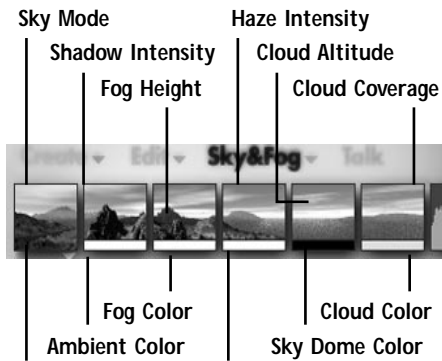 Sky Mode
Haze Intensity
Shadow Intensity
Cloud Altitude
Fog Height
Cloud Coverage
Create Edit Sky&Fog Talk
Fog Color
Cloud Color
Ambient Color
Sky Dome Color